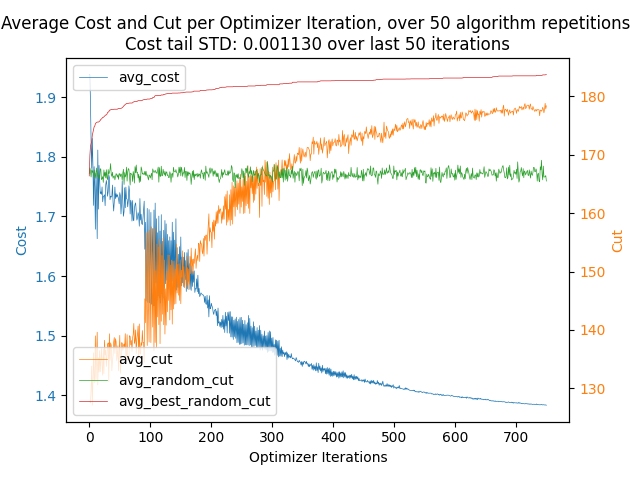 Average Cost and Cut per Optimizer Iteration, over 50 algorithm repetitions
Cost tail STD: 0.001130 over last 50 iterations
avg_cost
1.9
1.8
1.7
1.6
1.5
1.4
Cost
180
170
160
150
140
130
Cut
avg_cut
avg_random_cut
avg_best_random_cut
0 100 200 300 400 500 600 700
Optimizer Iterations